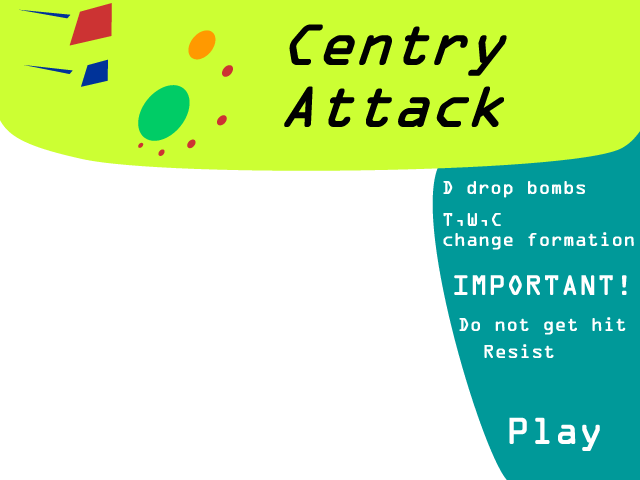 Centry
Attack
D drop bombs
T,W,C
change formation
IMPORTANT!
Do not get hit
Resist
Play